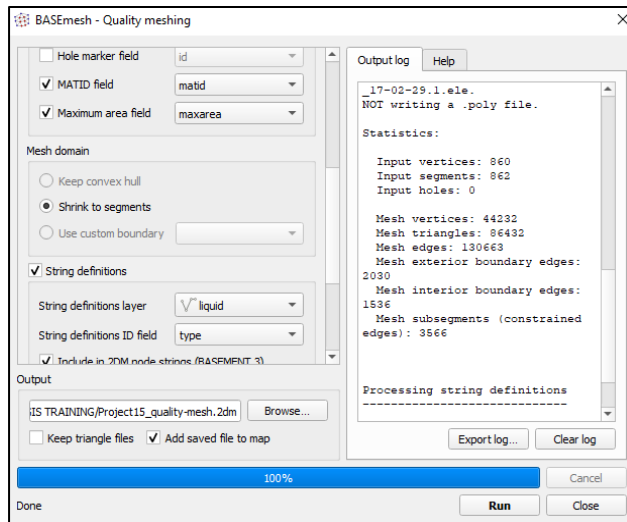 BASEmesh - Quality meshing
Hole marker field
id
MATID field
matid
Maximum area field
maxarea
Mesh domain
Keep convex hull
Shrink to segments
Use custom boundary
String definitions
String definitions layer
liquid
String definitions ID field
type
Include in 2DM node strings (BASEMENT 3)
Output
IS TRAINING/Project15_quality-mesh.2dm
Browse...
Keep triangle files
Add saved file to map
Output log
Help
_17-02-29.1.ele.
NOT writing a .poly file.
Statistics:
Input vertices: 860
Input segments: 862
Input holes: 0
Mesh vertices: 44232
Mesh triangles: 86432
Mesh edges: 130663
Mesh exterior boundary edges:
2030
Mesh interior boundary edges:
1536
Mesh subsegments (constrained
edges): 3566
Processing string definitions
------------------------------
Export log...
Clear log
100%
Cancel
Done
Run
Close